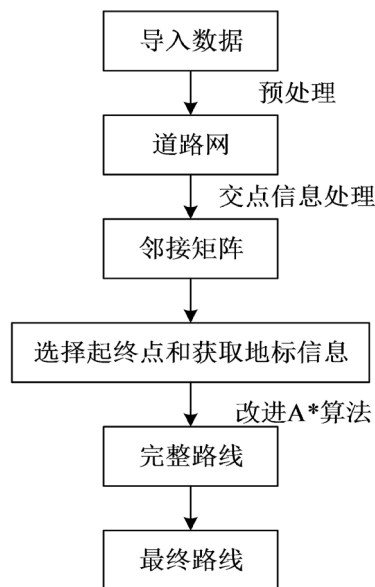 导入数据
预处理
道路网
交点信息处理
邻接矩阵
选择起终点和获取地标信息
改进A*算法
完整路线
最终路线